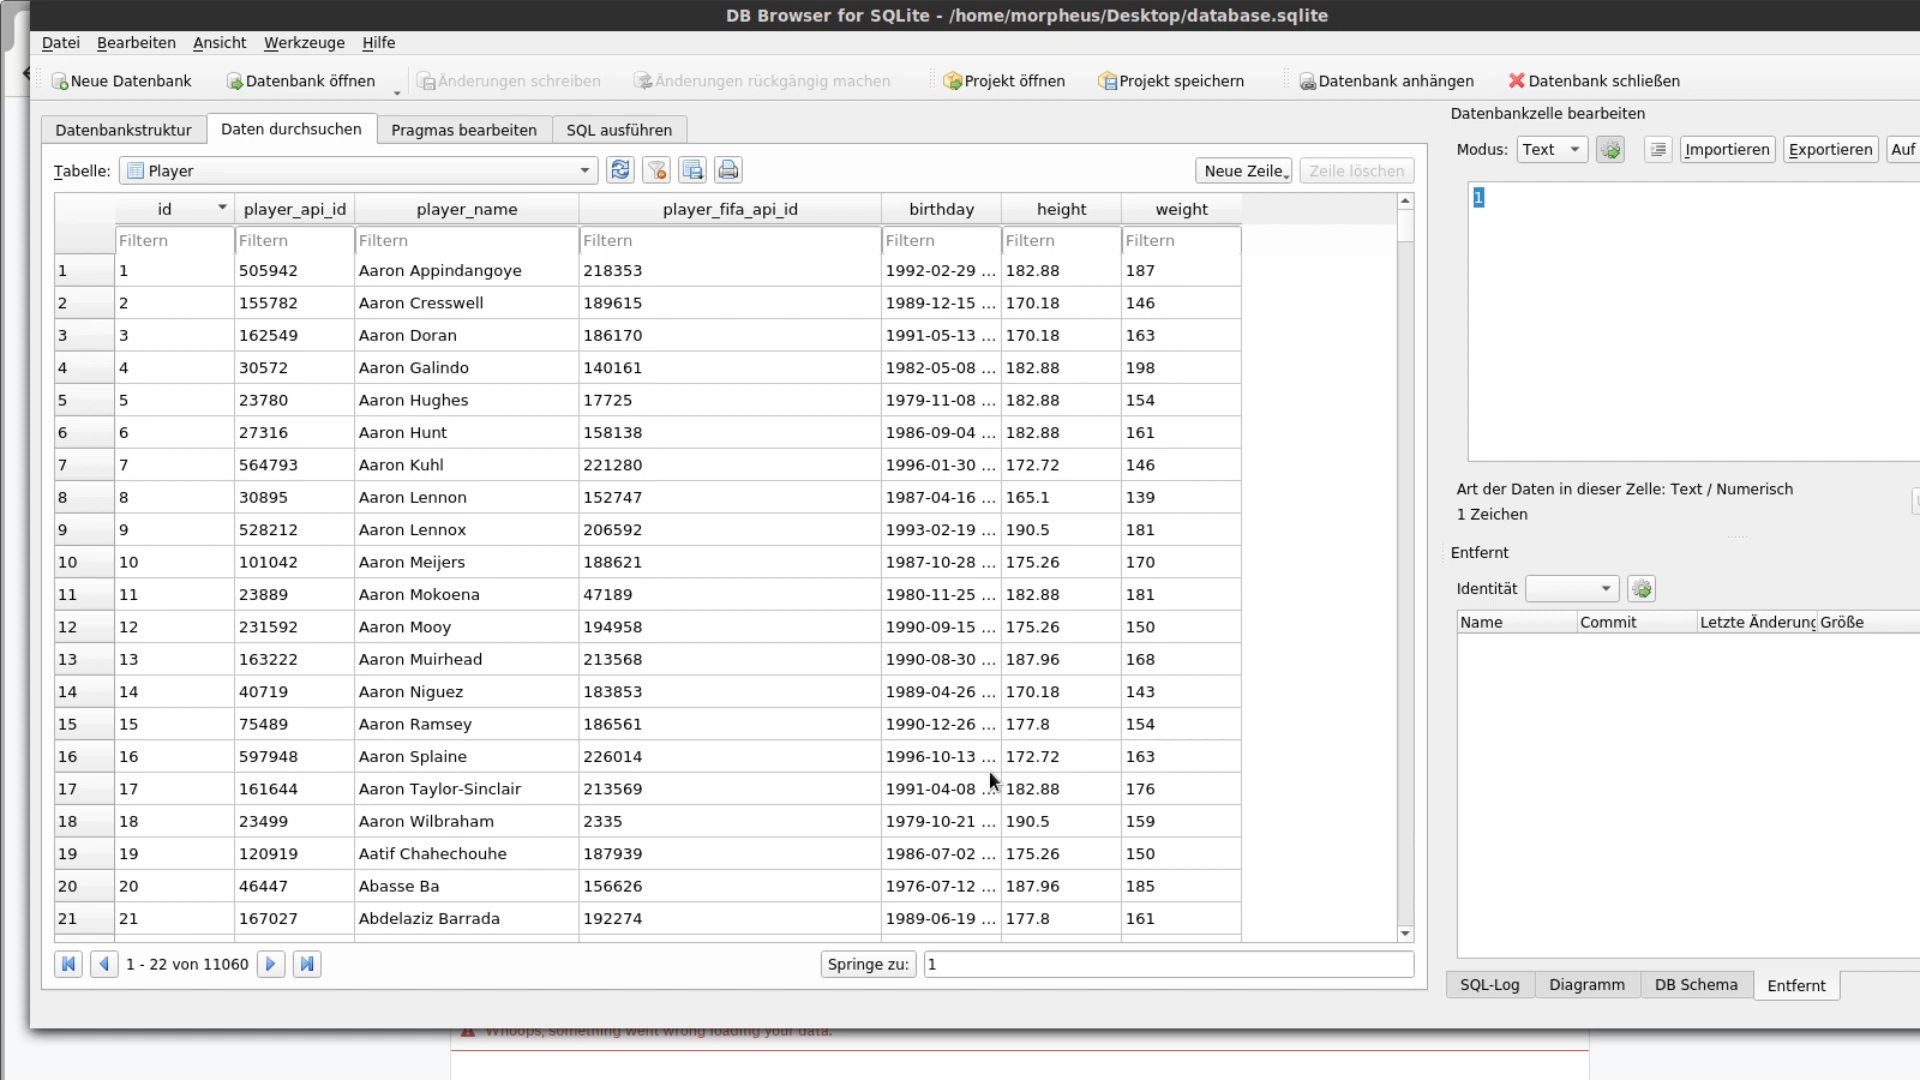 DB Browser for SQLite - /home/morpheus/Desktop/database.sqlite
Datei Bearbeiten Ansicht Werkzeuge Hilfe
Neue Datenbank Datenbank öffnen Änderungen schreiben Änderungen rückgängig machen Projekt öffnen Projekt speichern Datenbank anhängen Datenbank schließen
Datenbankstruktur Daten durchsuchen Pragmas bearbeiten SQL ausführen
Tabelle: Player Neue Zeile Zeile löschen
id player_api_id player_name player_fifa_api_id birthday height weight
Filtern Filtern Filtern Filtern Filtern Filtern Filtern
1 1 505942 Aaron Appindangoye 218353 1992-02-29 ... 182.88 187
2 2 155782 Aaron Cresswell 189615 1989-12-15 ... 170.18 146
3 3 162549 Aaron Doran 186170 1991-05-13 ... 170.18 163
4 4 30572 Aaron Galindo 140161 1982-05-08 ... 182.88 198
5 5 23780 Aaron Hughes 17725 1979-11-08 ... 182.88 154
6 6 27316 Aaron Hunt 158138 1986-09-04 ... 182.88 161
7 7 564793 Aaron Kuhl 221280 1996-01-30 ... 172.72 146
8 8 30895 Aaron Lennon 152747 1987-04-16 ... 165.1 139
9 9 528212 Aaron Lennox 206592 1993-02-19 ... 190.5 181
10 10 101042 Aaron Meijers 188621 1987-10-28 ... 175.26 170
11 11 23889 Aaron Mokoena 47189 1980-11-25 ... 182.88 181
12 12 231592 Aaron Mooy 194958 1990-09-15 ... 175.26 150
13 13 163222 Aaron Muirhead 213568 1990-08-30 ... 187.96 168
14 14 40719 Aaron Niguez 183853 1989-04-26 ... 170.18 143
15 15 75489 Aaron Ramsey 186561 1990-12-26 ... 177.8 154
16 16 597948 Aaron Splaine 226014 1996-10-13 ... 172.72 163
17 17 161644 Aaron Taylor-Sinclair 213569 1991-04-08 ... 182.88 176
18 18 23499 Aaron Wilbraham 2335 1979-10-21 ... 190.5 159
19 19 120919 Aatif Chahechouhe 187939 1986-07-02 ... 175.26 150
20 20 46447 Abasse Ba 156626 1976-07-12 ... 187.96 185
21 21 167027 Abdelaziz Barrada 192274 1989-06-19 ... 177.8 161
1 - 22 von 11060 Springe zu: 1
Datenbankzelle bearbeiten
Modus: Text Importieren Exportieren Auf
1
Art der Daten in dieser Zelle: Text / Numerisch
1 Zeichen
Entfernt
Identität
Name Commit Letzte Änderung Größe
SQL-Log Diagramm DB Schema Entfernt
Whoops, something went wrong loading your data.